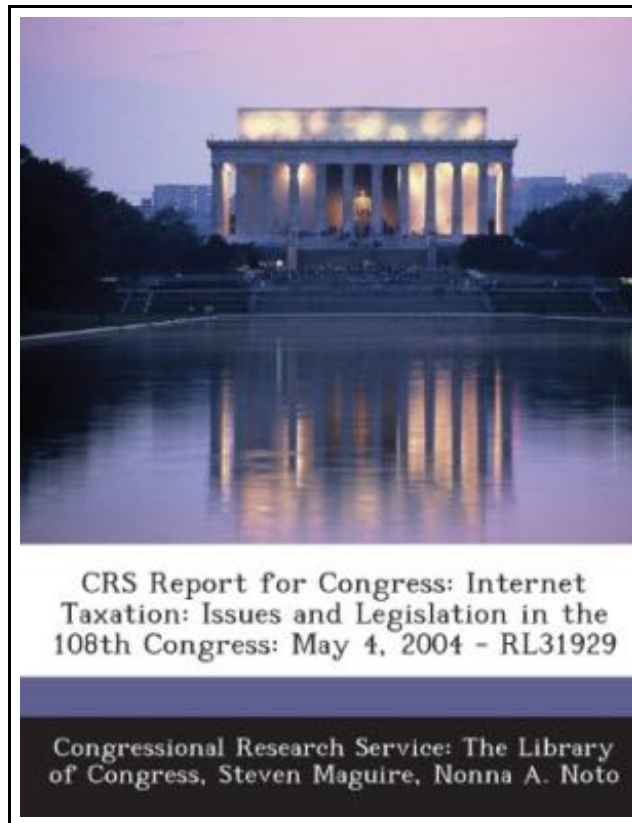 CRS Report for Congress: Internet
Taxation: Issues and Legislation in the
108th Congress: May 4, 2004 - RL31929
Congressional Research Service: The Library
of Congress, Steven Maguire, Nonna A. Noto